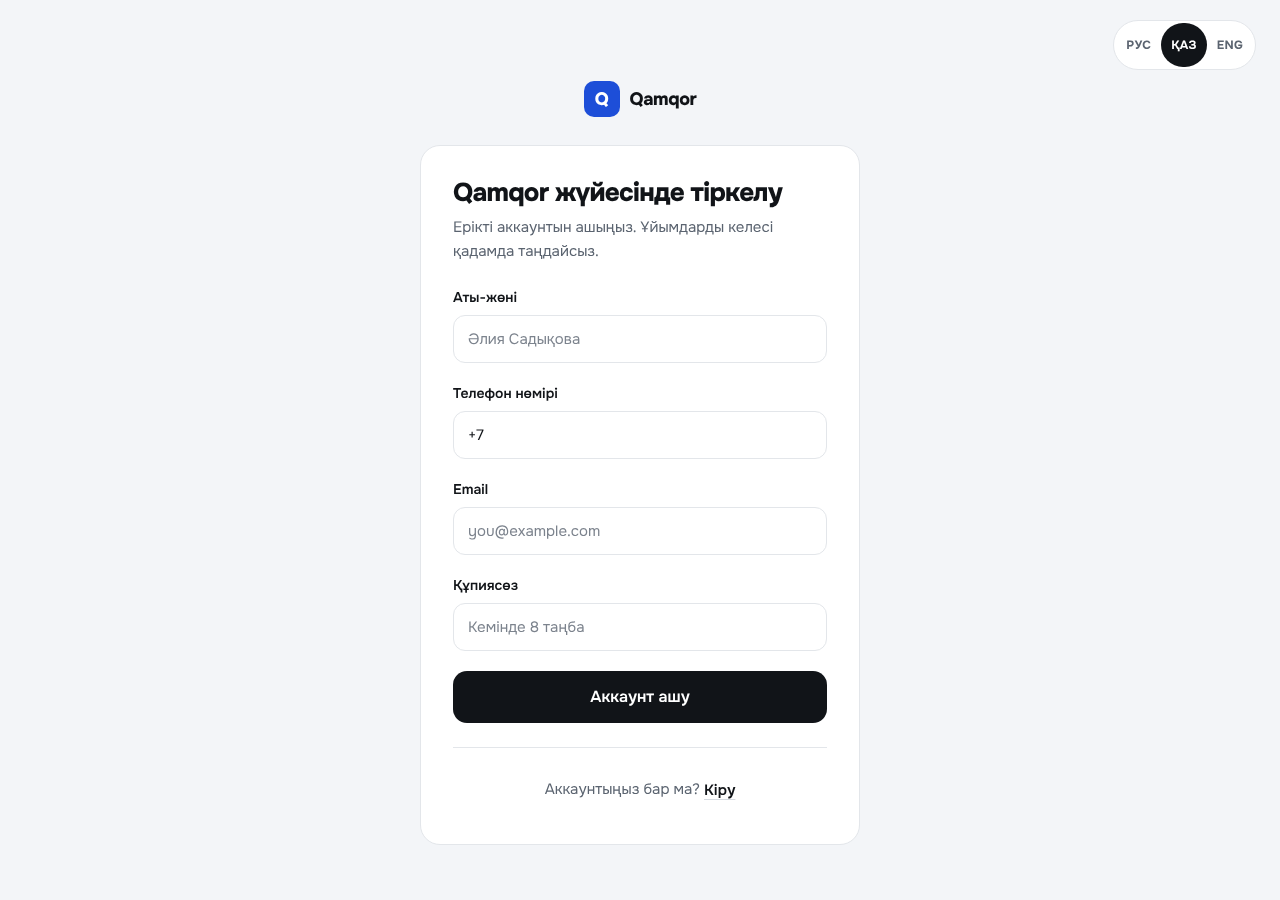 РУС ҚАЗ ENG
Q Qamqor
Qamqor жүйесінде тіркелу
Ерікті аккаунтын ашыңыз. Ұйымдарды келесі
қадамда таңдайсыз.
Аты-жөні
Әлия Садықова
Телефон нөмірі
+7
Email
you@example.com
Құпиясөз
Кемінде 8 таңба
Аккаунт ашу
Аккаунтыңыз бар ма? Кіру